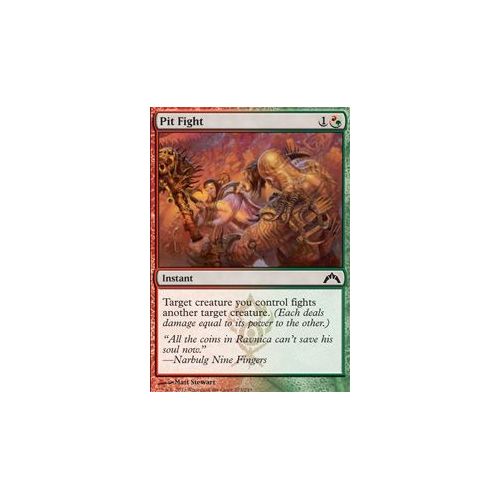 Pit Fight 1
Instant
Target creature you control fights
another target creature. (Each deals
damage equal to its power to the other.)
"All the coins in Ravnica can't save his
soul now."
—Narbulg Nine Fingers
Matt Stewart